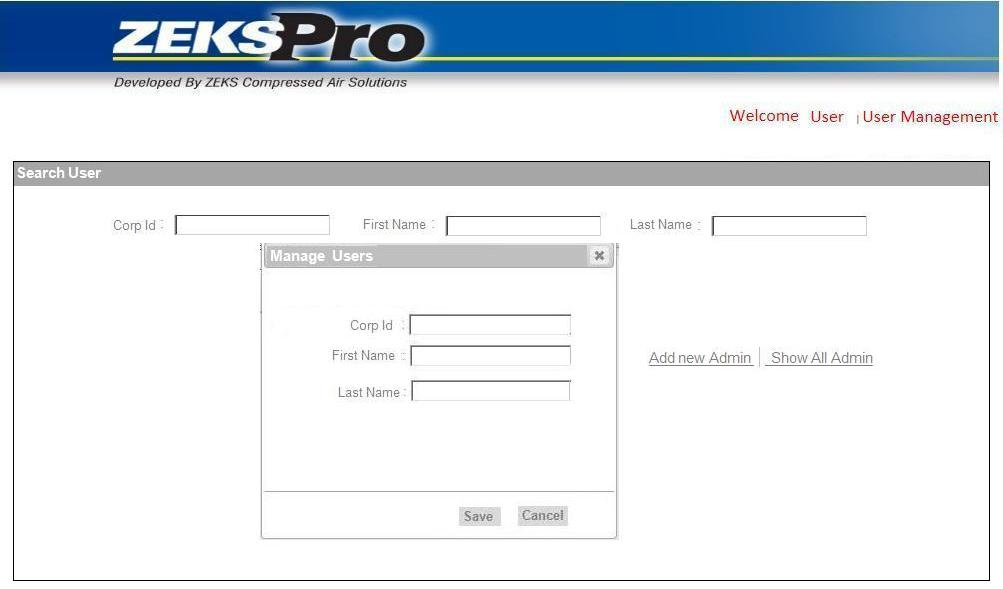 ZEKSPro
Developed By ZEKS Compressed Air Solutions
Welcome User | User Management
Search User
Corp Id : First Name : Last Name :
Manage Users
Corp Id :
First Name :
Last Name :
Add new Admin | Show All Admin
Save Cancel